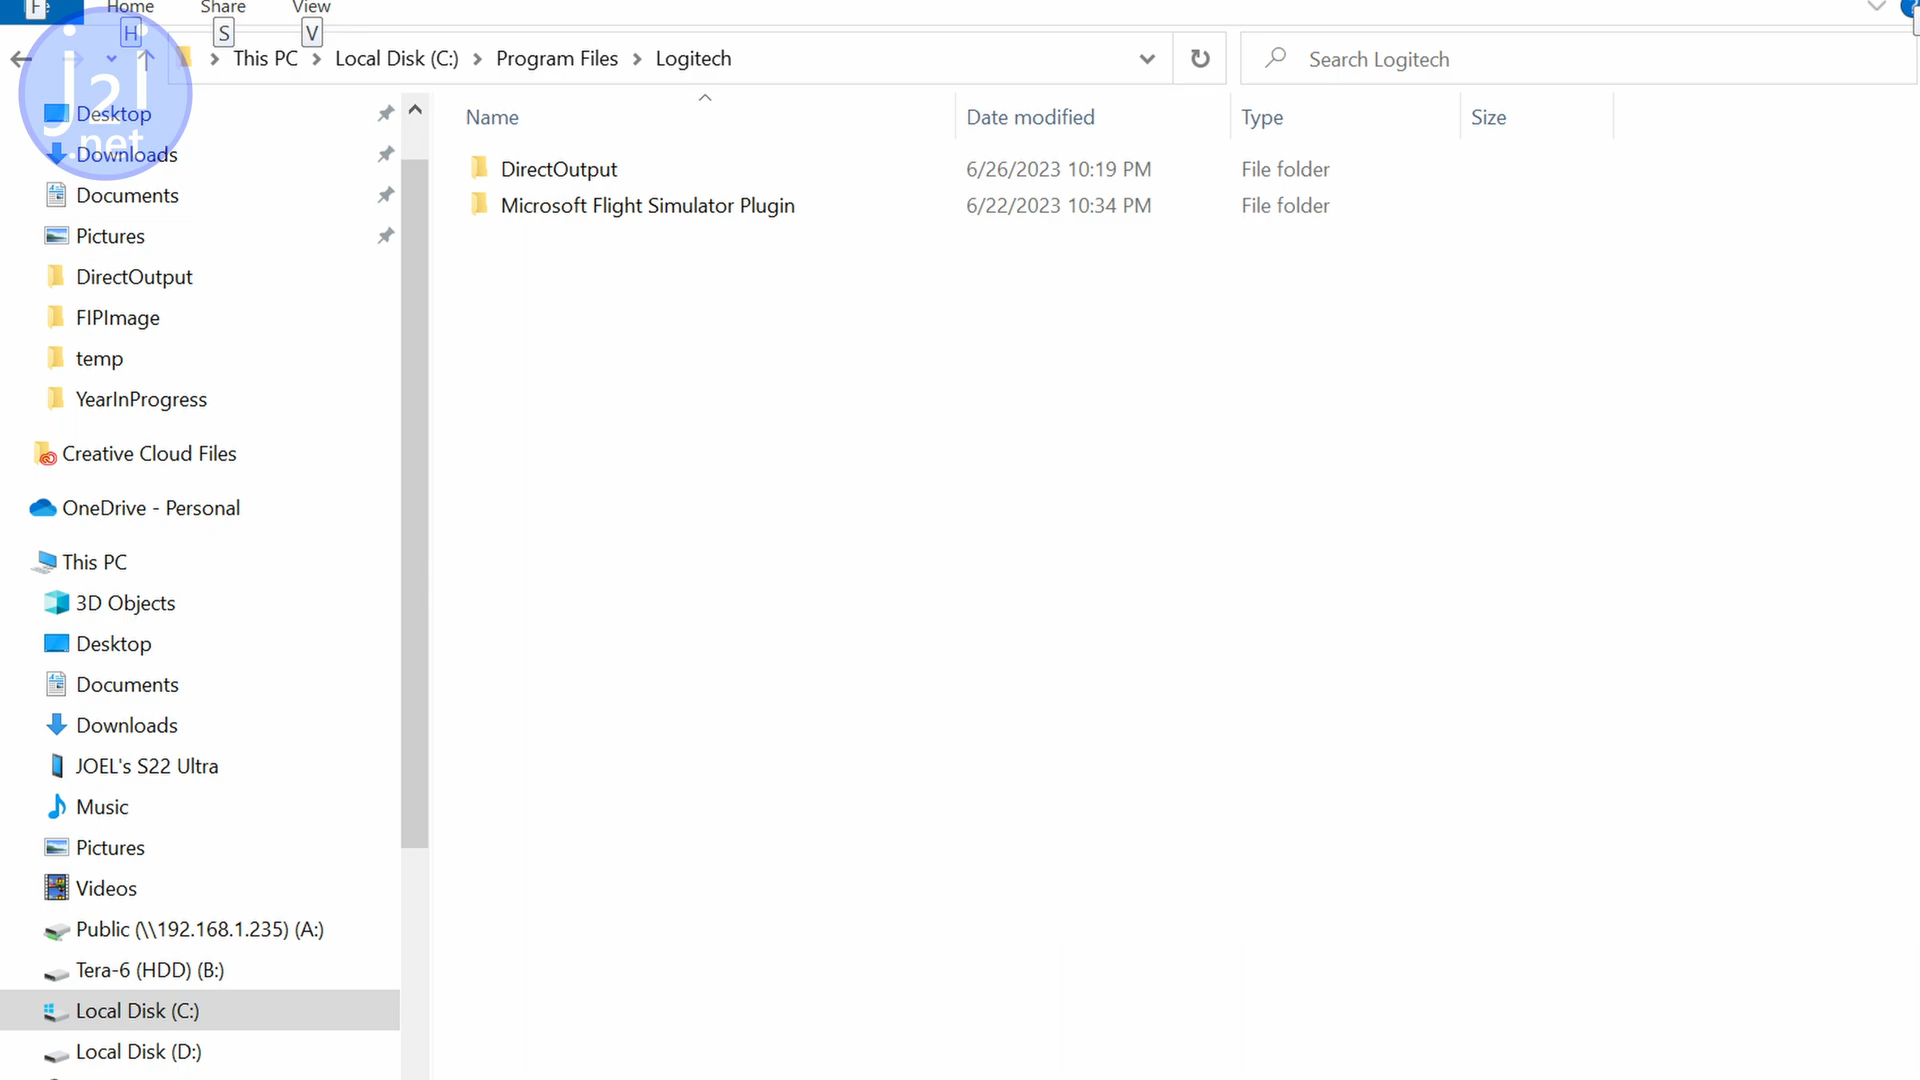 F
Home
Share
View
H
S
V
This PC
Local Disk (C:)
Program Files
Logitech
Search Logitech
j2i
.net
Name
Date modified
Type
Size
DirectOutput
6/26/2023 10:19 PM
File folder
Microsoft Flight Simulator Plugin
6/22/2023 10:34 PM
File folder
Desktop
Downloads
Documents
Pictures
DirectOutput
FIPImage
temp
YearInProgress
Creative Cloud Files
OneDrive - Personal
This PC
3D Objects
Desktop
Documents
Downloads
JOEL's S22 Ultra
Music
Pictures
Videos
Public (\\192.168.1.235) (A:)
Tera-6 (HDD) (B:)
Local Disk (C:)
Local Disk (D:)